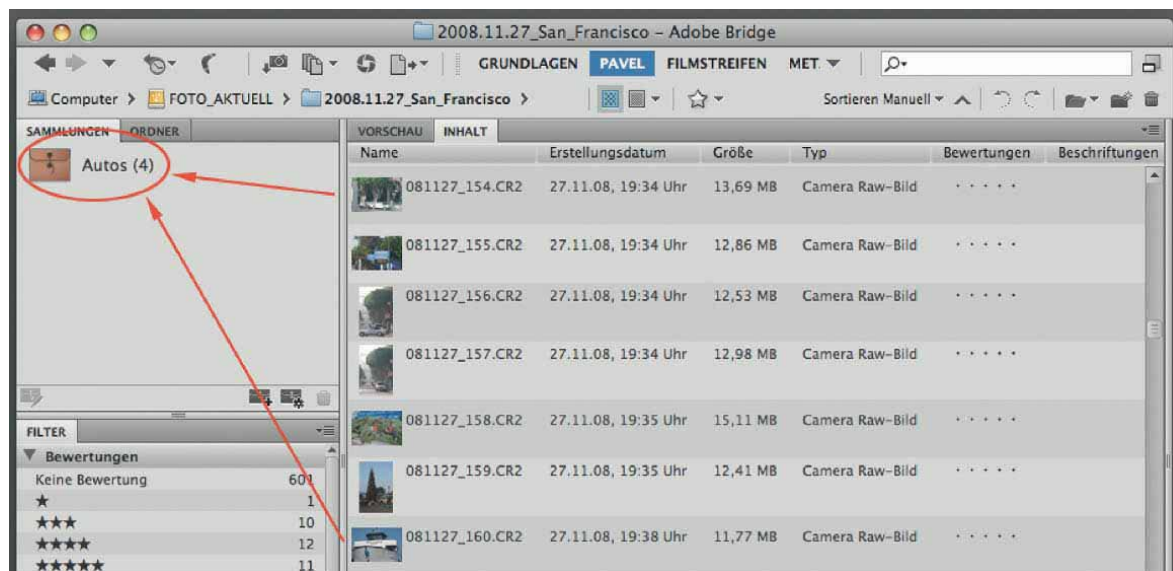 2008.11.27_San_Francisco – Adobe Bridge
GRUNDLAGEN PAVEL FILMSTREIFEN MET.
Computer > FOTO_AKTUELL > 2008.11.27_San_Francisco > Sortieren Manuell
SAMMLUNGEN ORDNER
Autos (4)
VORSCHAU INHALT
Name Erstellungsdatum Größe Typ Bewertungen Beschriftungen
081127_154.CR2 27.11.08, 19:34 Uhr 13,69 MB Camera Raw-Bild
081127_155.CR2 27.11.08, 19:34 Uhr 12,86 MB Camera Raw-Bild
081127_156.CR2 27.11.08, 19:34 Uhr 12,53 MB Camera Raw-Bild
081127_157.CR2 27.11.08, 19:34 Uhr 12,98 MB Camera Raw-Bild
081127_158.CR2 27.11.08, 19:35 Uhr 15,11 MB Camera Raw-Bild
081127_159.CR2 27.11.08, 19:35 Uhr 12,41 MB Camera Raw-Bild
081127_160.CR2 27.11.08, 19:38 Uhr 11,77 MB Camera Raw-Bild
FILTER
Bewertungen
Keine Bewertung 601
★ 1
★★★ 10
★★★★ 12
★★★★★ 11